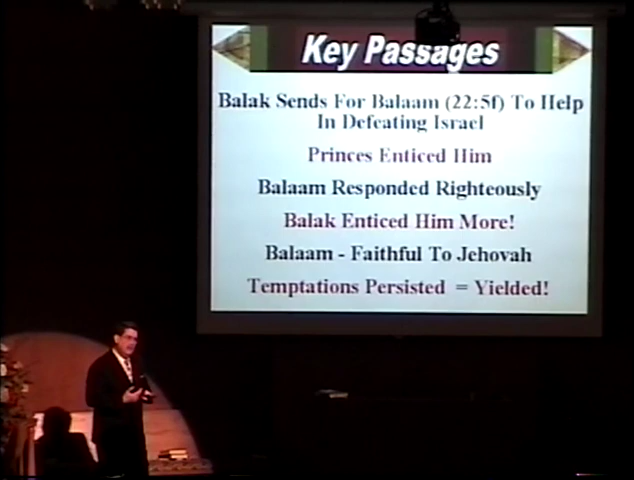 Key Passages
Balak Sends For Balaam (22:5f) To Help
In Defeating Israel
Princes Enticed Him
Balaam Responded Righteously
Balak Enticed Him More!
Balaam - Faithful To Jehovah
Temptations Persisted = Yielded!